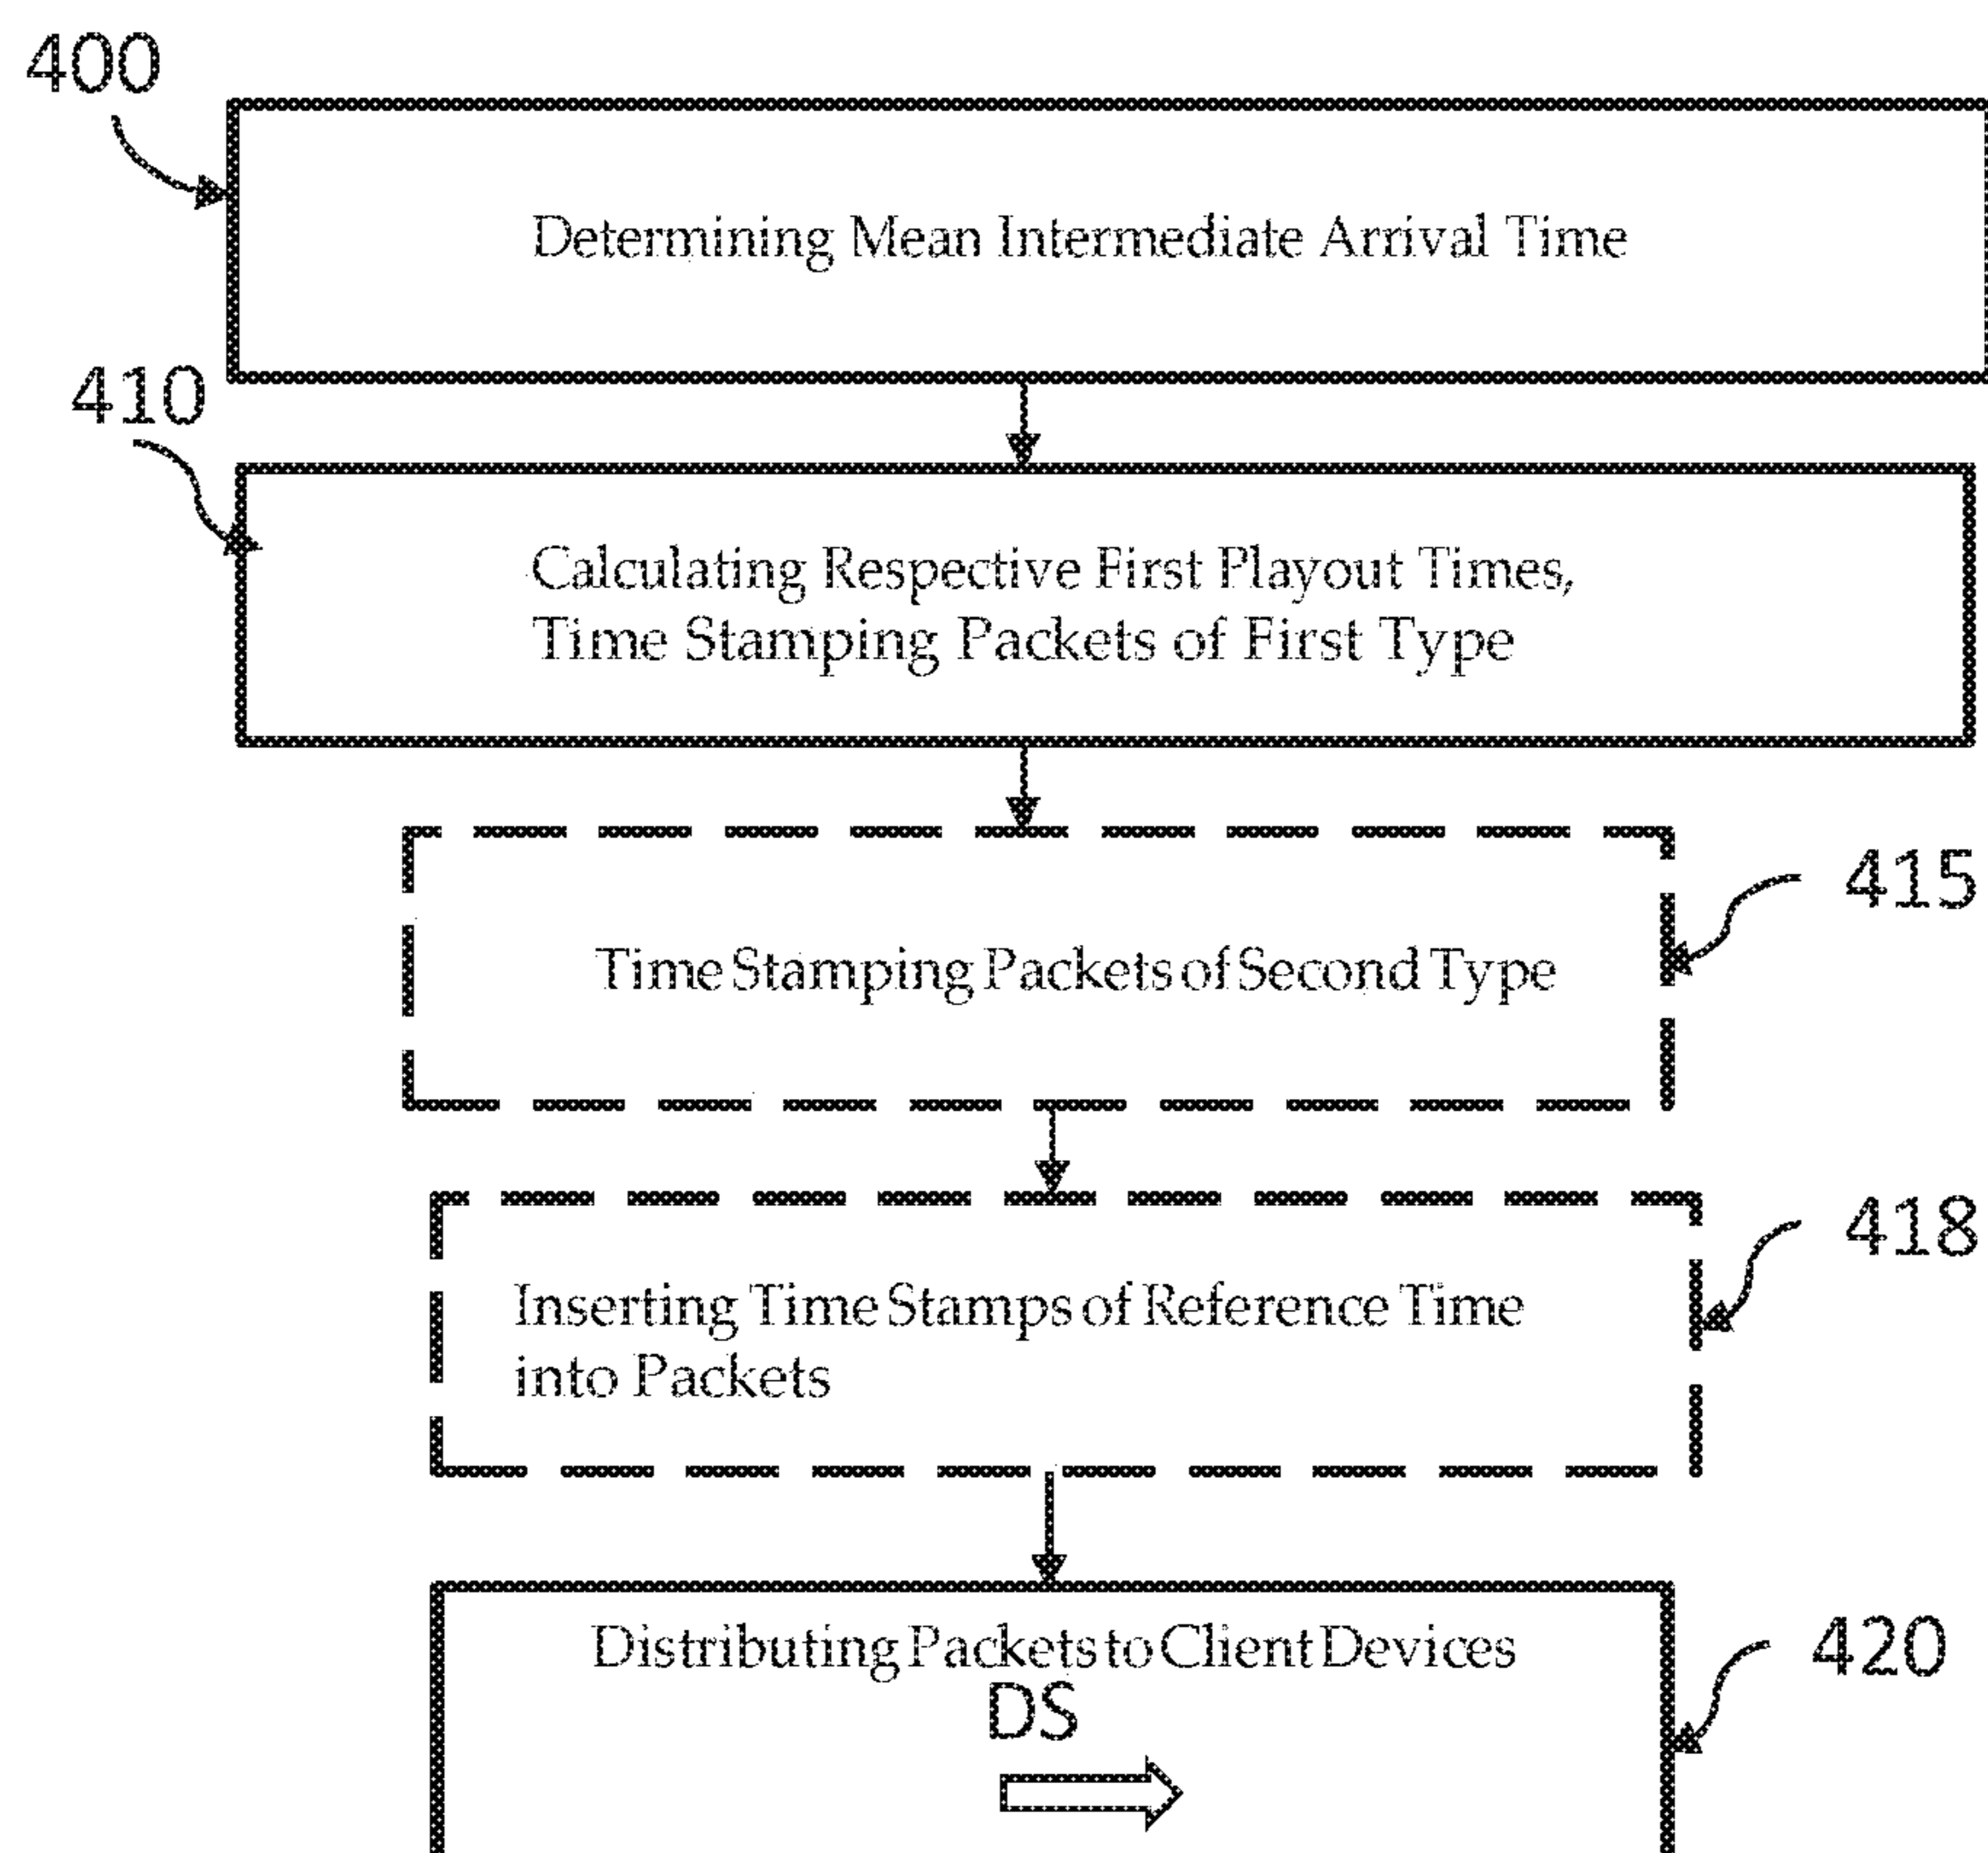 400
Determining Mean Intermediate Arrival Time
410
Calculating Respective First Playout Times,
Time Stamping Packets of First Type
415
Time Stamping Packets of Second Type
418
Inserting Time Stamps of Reference Time
into Packets
420
Distributing Packets to Client Devices
DS